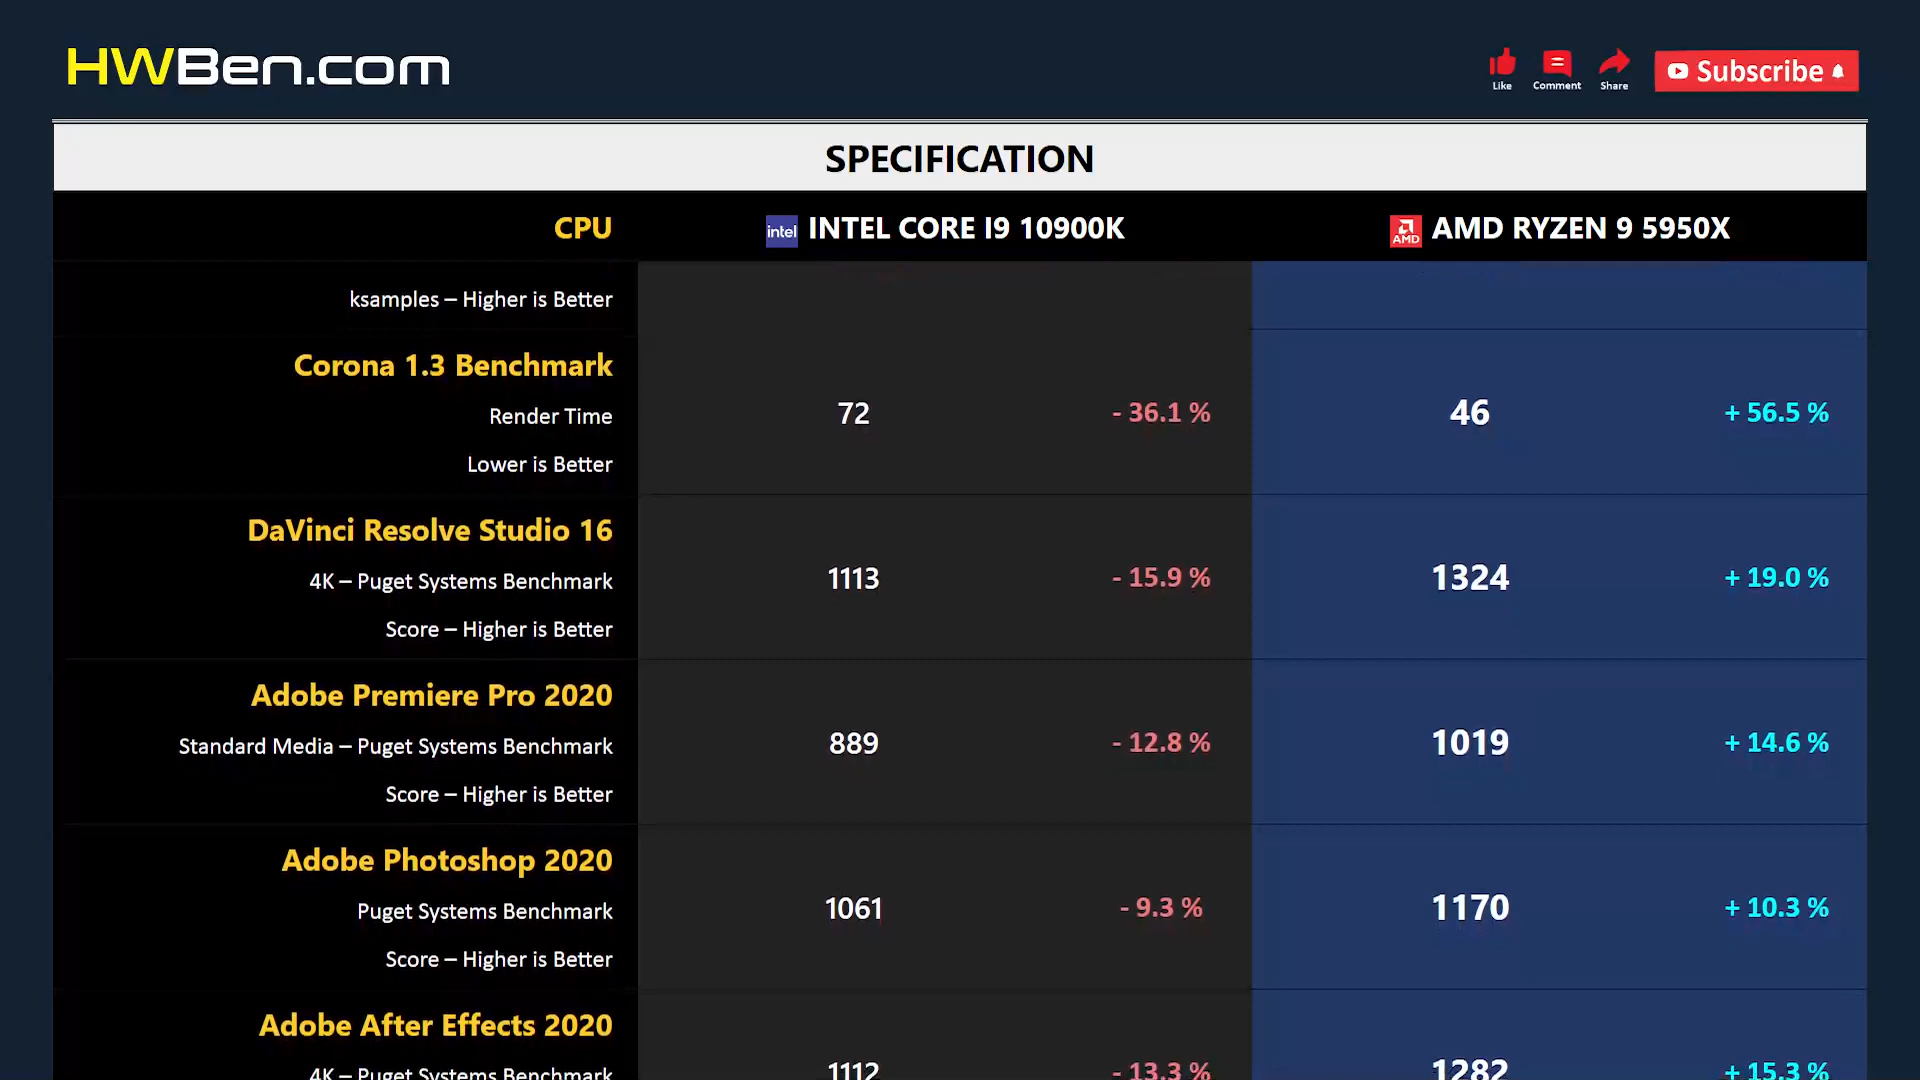 HWBen.com
Like
Comment
Share
Subscribe
SPECIFICATION
CPU
intel INTEL CORE I9 10900K
AMD AMD RYZEN 9 5950X
ksamples – Higher is Better
Corona 1.3 Benchmark
Render Time
Lower is Better
72 - 36.1 % 46 + 56.5 %
DaVinci Resolve Studio 16
4K – Puget Systems Benchmark
Score – Higher is Better
1113 - 15.9 % 1324 + 19.0 %
Adobe Premiere Pro 2020
Standard Media – Puget Systems Benchmark
Score – Higher is Better
889 - 12.8 % 1019 + 14.6 %
Adobe Photoshop 2020
Puget Systems Benchmark
Score – Higher is Better
1061 - 9.3 % 1170 + 10.3 %
Adobe After Effects 2020
4K – Puget Systems Benchmark
1112 - 13.3 % 1282 + 15.3 %